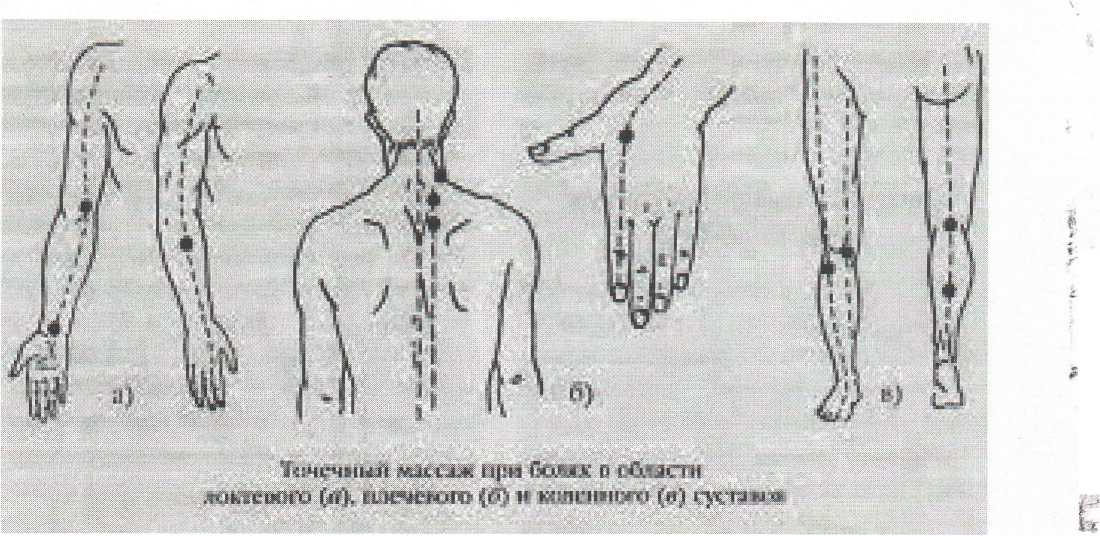 а)
б)
в)
Точечный массаж при болях в области
локтевого (а), плечевого (б) и коленного (в) суставов